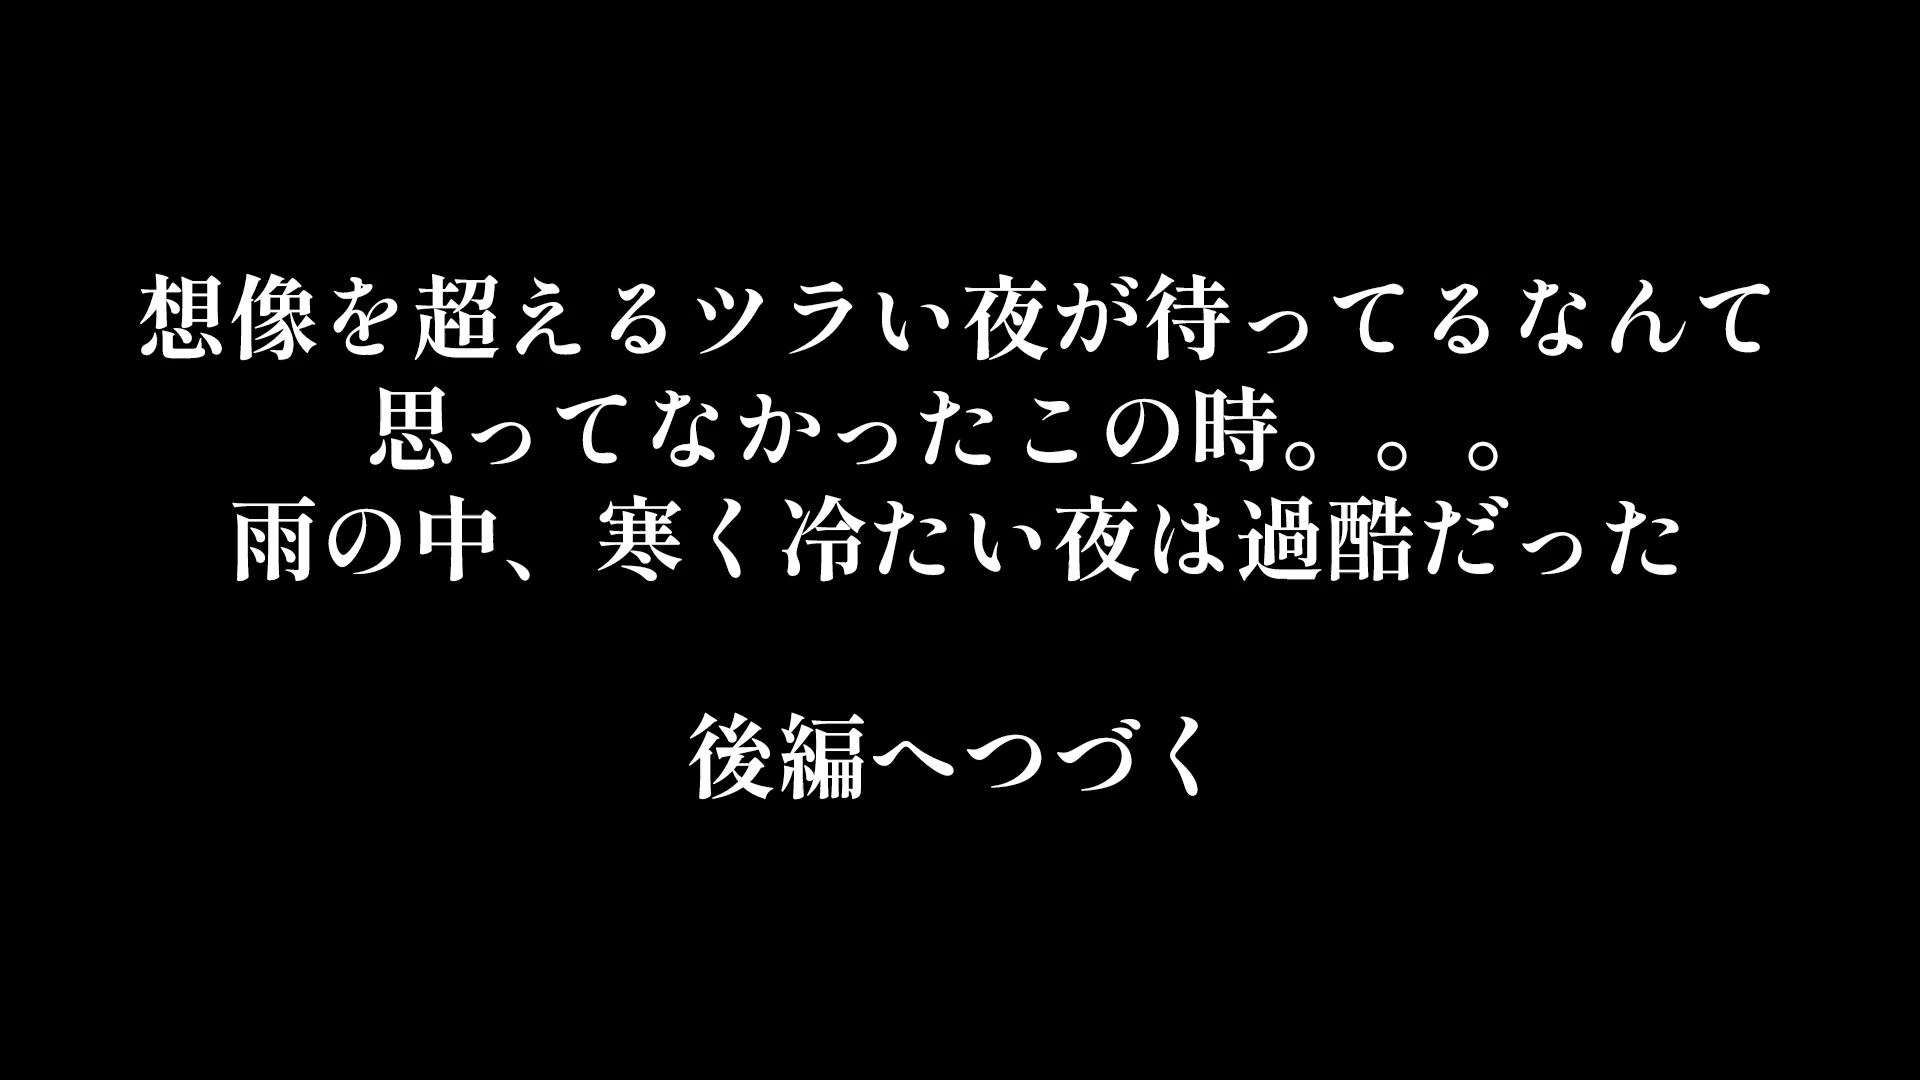 想像を超えるツラい夜が待ってるなんて
思ってなかったこの時。。。
雨の中、寒く冷たい夜は過酷だった
後編へつづく